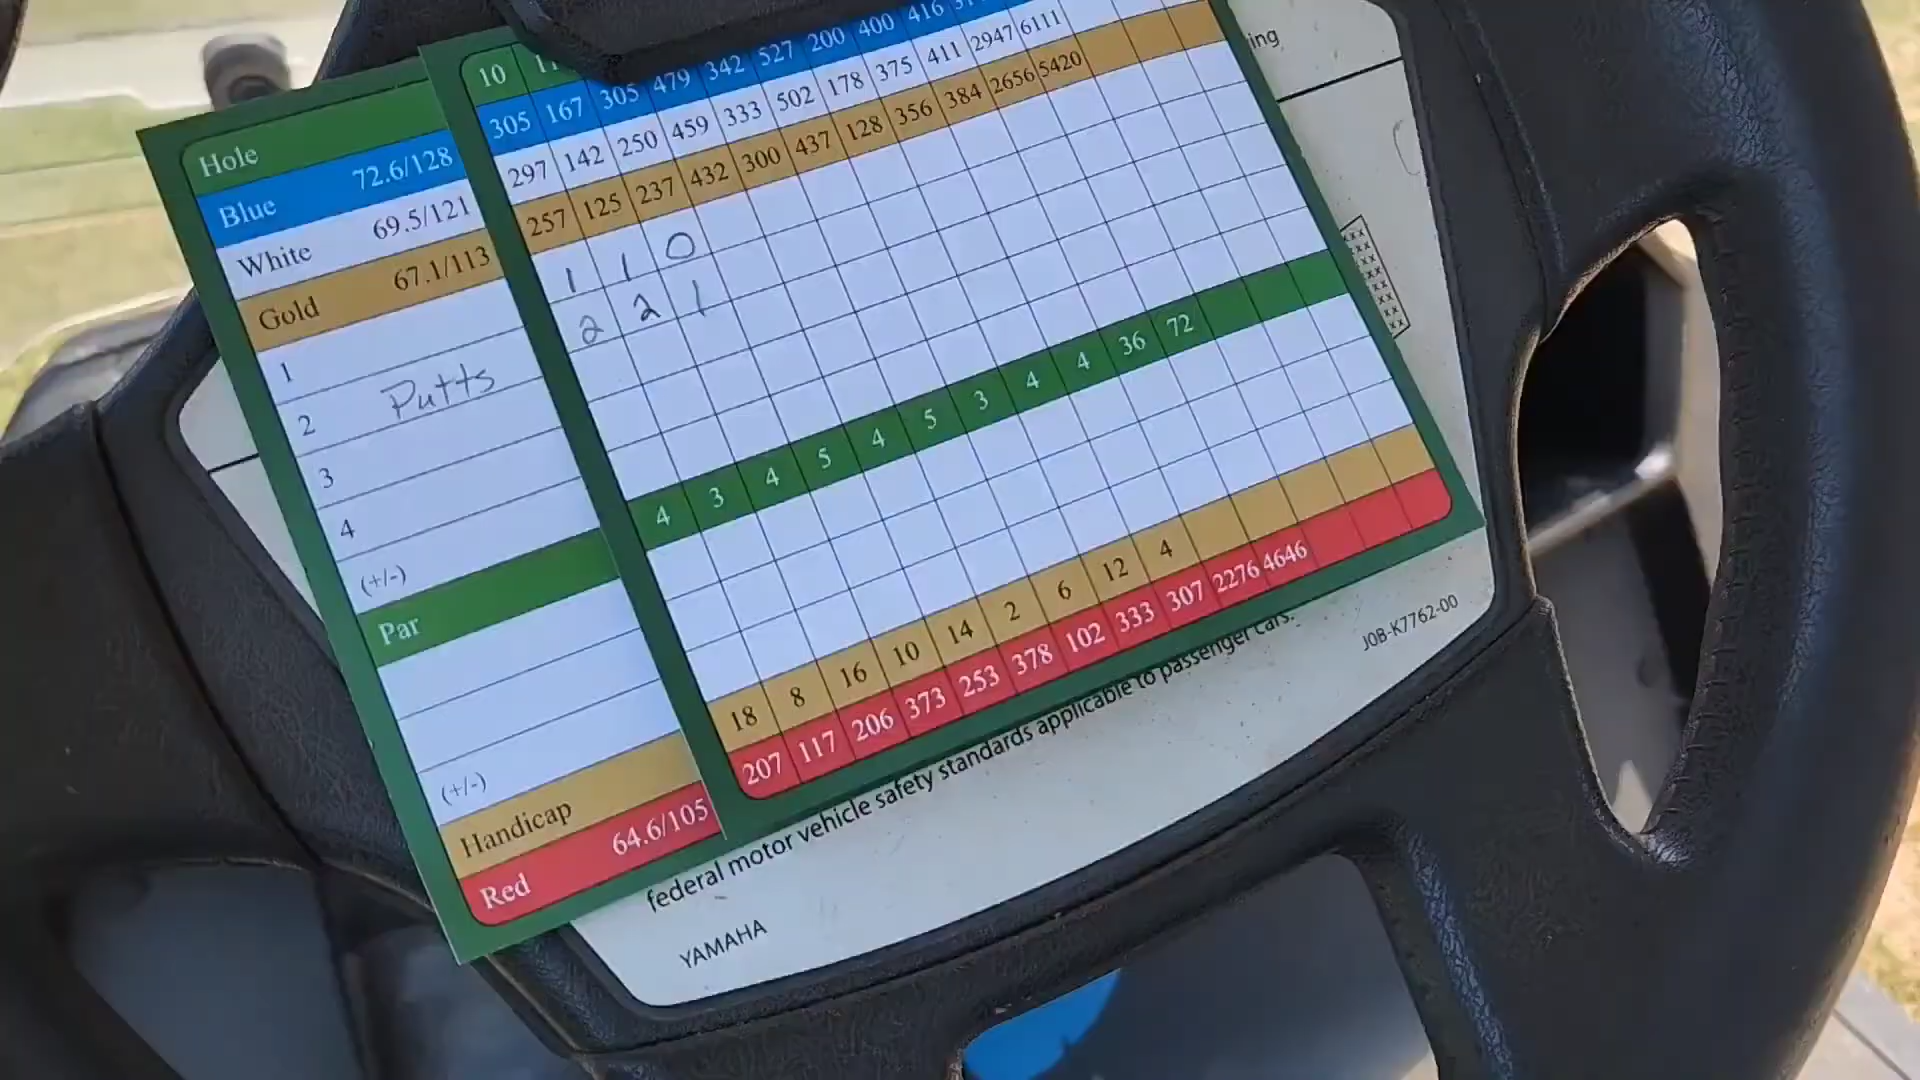 Hole 10
Blue 72.6/128 305 167 305 479 342 527 200 400 416
White 69.5/121 297 142 250 459 333 502 178 375 411 2947 6111
Gold 67.1/113 257 125 237 432 300 437 128 356 384 2656 5420
1 1 1 0
2 Putts 2 2 1
3
4
(+/-)
Par 4 3 4 5 4 5 3 4 4 36 72
(+/-)
Handicap 18 8 16 10 14 2 6 12 4
Red 64.6/105 207 117 206 373 253 378 102 333 307 2276 4646
ing
federal motor vehicle safety standards applicable to passenger cars.
YAMAHA
J0B-K7762-00